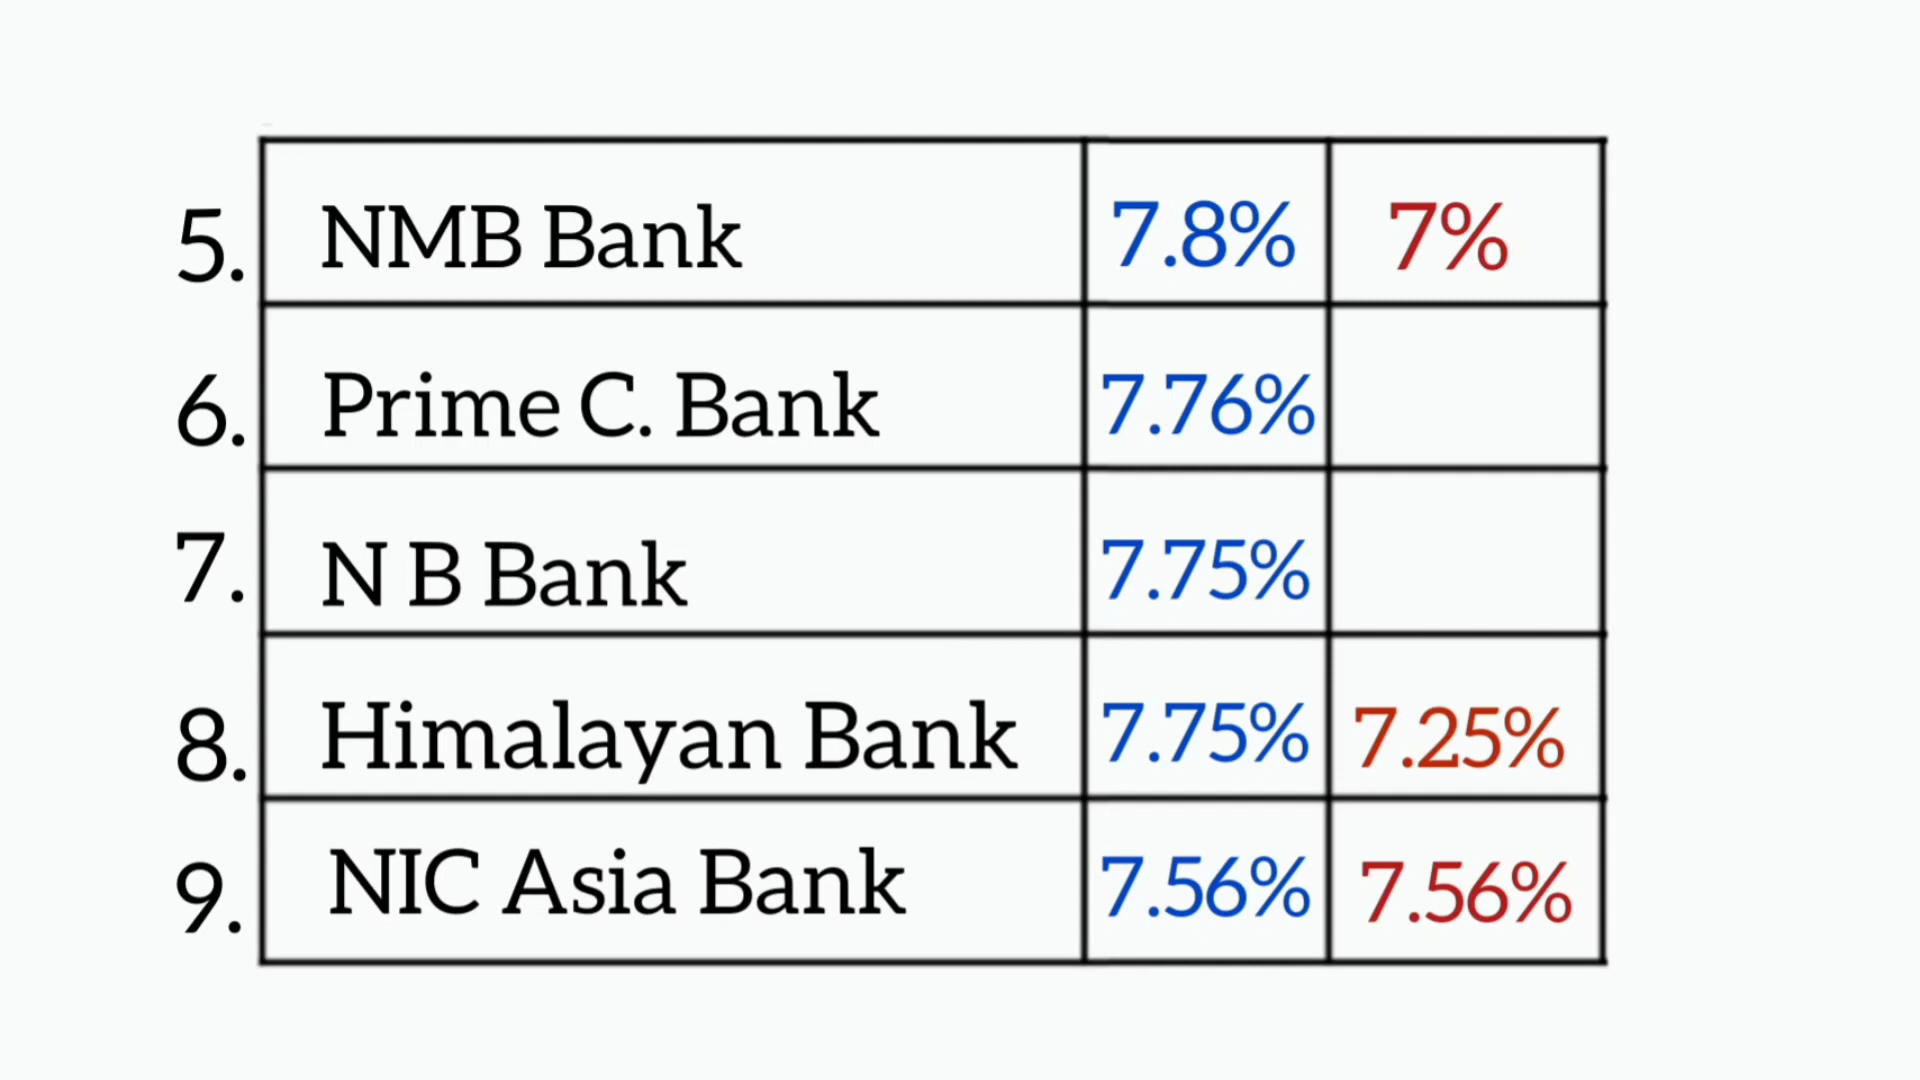 5. NMB Bank 7.8% 7%
6. Prime C. Bank 7.76%
7. N B Bank 7.75%
8. Himalayan Bank 7.75% 7.25%
9. NIC Asia Bank 7.56% 7.56%